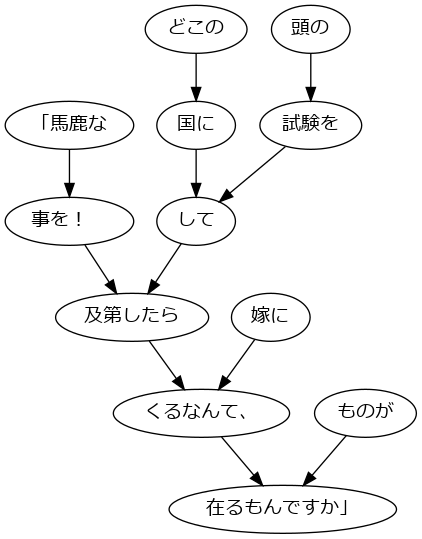 どこの
頭の
「馬鹿な
国に
試験を
事を！
して
及第したら
嫁に
くるなんて、
ものが
在るもんですか」